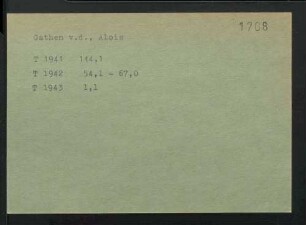 1708
Gathen v.d., Alois
T 1941 144,1
T 1942 54,1 - 67,0
T 1943 1,1